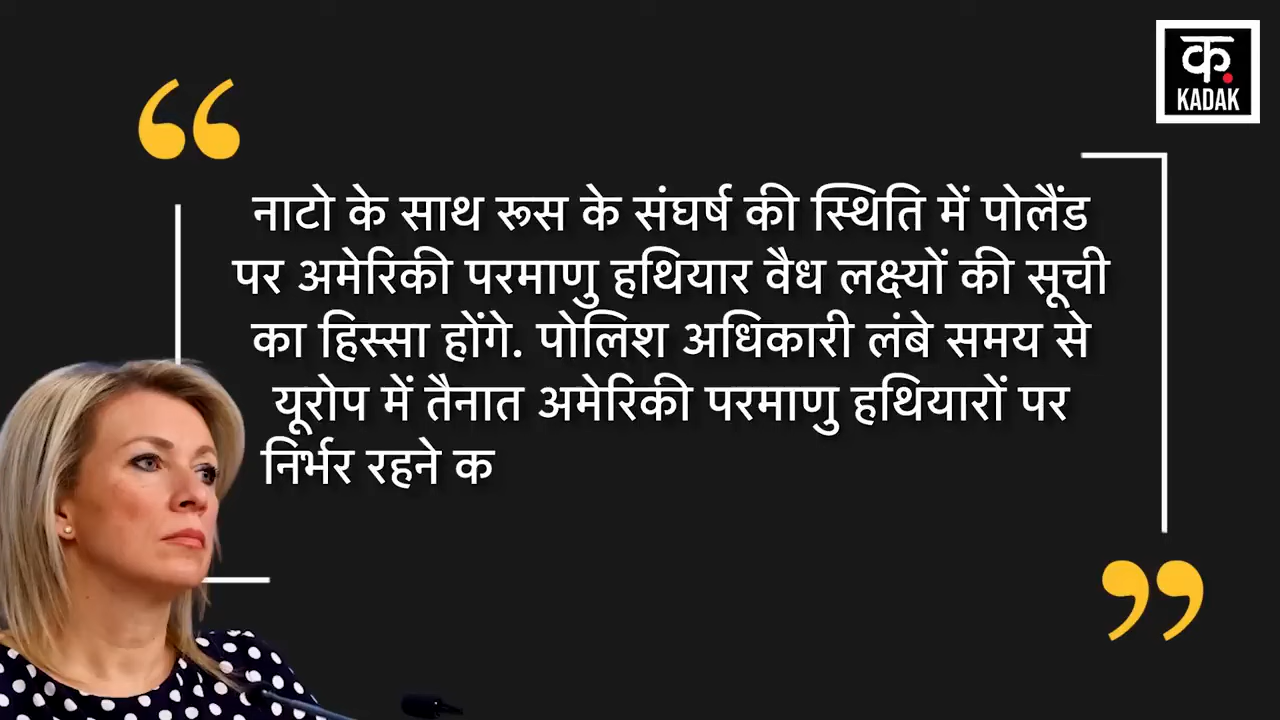 क.
KADAK
नाटो के साथ रूस के संघर्ष की स्थिति में पोलैंड
पर अमेरिकी परमाणु हथियार वैध लक्ष्यों की सूची
का हिस्सा होंगे. पोलिश अधिकारी लंबे समय से
यूरोप में तैनात अमेरिकी परमाणु हथियारों पर
निर्भर रहने क